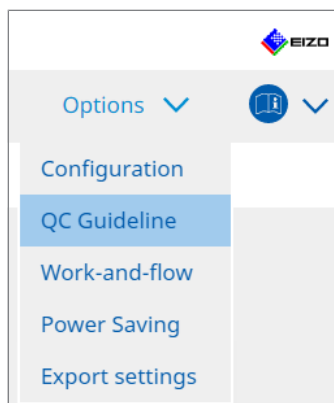 EIZO
Options
Configuration
QC Guideline
Work-and-flow
Power Saving
Export settings